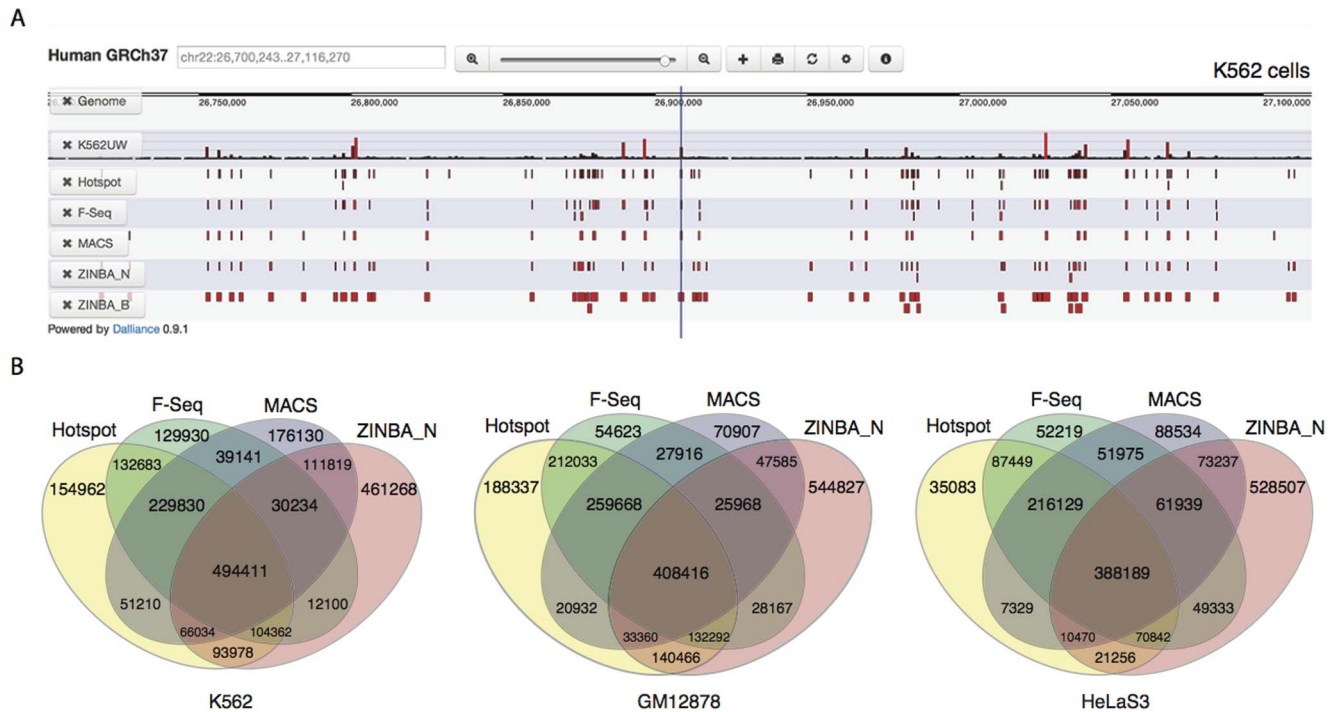 A
Human GRCh37 chr22:26,700,243..27,116,270
K562 cells
Genome 26,750,000 26,800,000 26,850,000 26,900,000 26,950,000 27,000,000 27,050,000 27,100,000
K562UW
Hotspot
F-Seq
MACS
ZINBA_N
ZINBA_B
Powered by Dalliance 0.9.1
B
Hotspot F-Seq MACS ZINBA_N
129930 176130
132683 39141 111819
154962 461268
229830 30234
494411
51210 12100
66034 104362
93978
K562
Hotspot F-Seq MACS ZINBA_N
54623 70907
212033 27916 47585
188337 544827
259668 25968
408416
20932 28167
33360 132292
140466
GM12878
Hotspot F-Seq MACS ZINBA_N
52219 88534
87449 51975 73237
35083 528507
216129 61939
388189
7329 49333
10470 70842
21256
HeLaS3